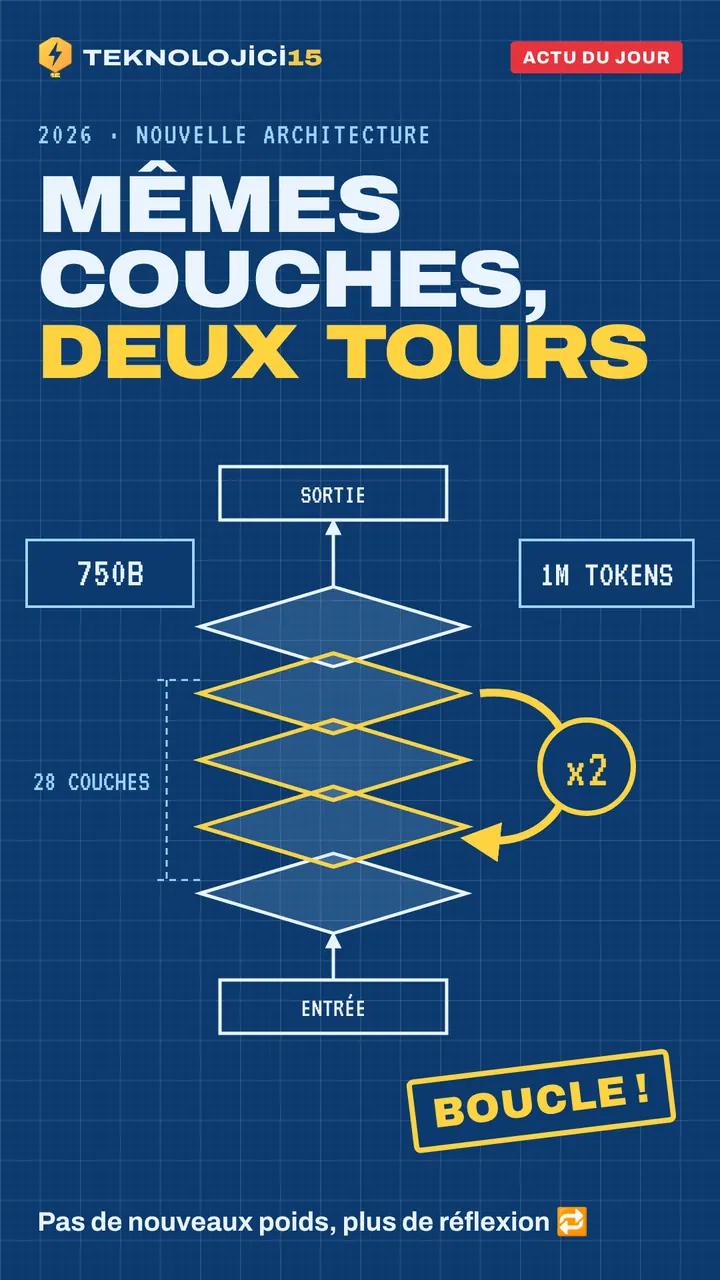 TEKNOLOJİCİ15
ACTU DU JOUR
2026 · NOUVELLE ARCHITECTURE
MÊMES
COUCHES,
DEUX TOURS
SORTIE
750B
1M TOKENS
28 COUCHES
x2
ENTRÉE
BOUCLE !
Pas de nouveaux poids, plus de réflexion 🔁